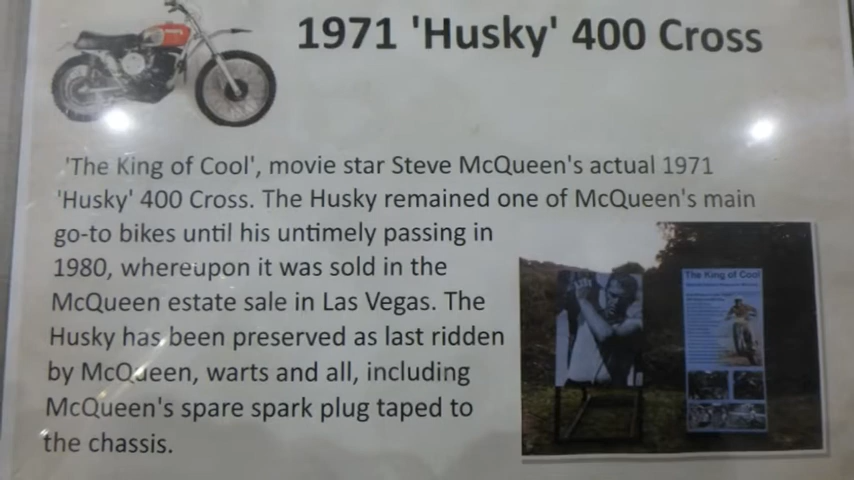 1971 'Husky' 400 Cross
'The King of Cool', movie star Steve McQueen's actual 1971
'Husky' 400 Cross. The Husky remained one of McQueen's main
go-to bikes until his untimely passing in
1980, whereupon it was sold in the
McQueen estate sale in Las Vegas. The
Husky has been preserved as last ridden
by McQueen, warts and all, including
McQueen's spare spark plug taped to
the chassis.
The King of Cool